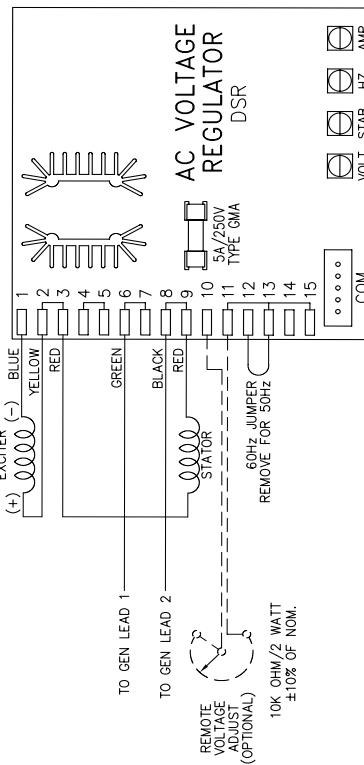 AC VOLTAGE
REGULATOR
DSR
5A/250V
TYPE GMA
VOLT
STAB
HZ
AMP
COM
1
2
3
4
5
6
7
8
9
10
11
12
13
14
15
BLUE
YELLOW
RED
GREEN
BLACK
RED
EXCITER
(+)
(-)
STATOR
60Hz JUMPER
REMOVE FOR 50Hz
TO GEN LEAD 1
TO GEN LEAD 2
REMOTE
VOLTAGE
ADJUST
(OPTIONAL)
10K OHM/2 WATT
±10% OF NOM.